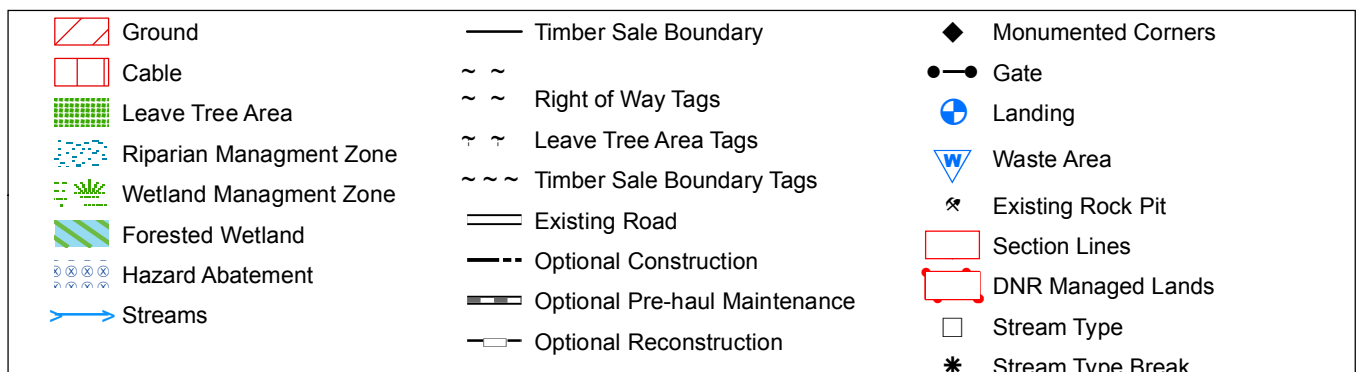 Ground
Cable
Leave Tree Area
Riparian Managment Zone
Wetland Managment Zone
Forested Wetland
Hazard Abatement
Streams
Timber Sale Boundary
Right of Way Tags
Leave Tree Area Tags
Timber Sale Boundary Tags
Existing Road
Optional Construction
Optional Pre-haul Maintenance
Optional Reconstruction
Monumented Corners
Gate
Landing
W Waste Area
Existing Rock Pit
Section Lines
DNR Managed Lands
Stream Type
Stream Type Break